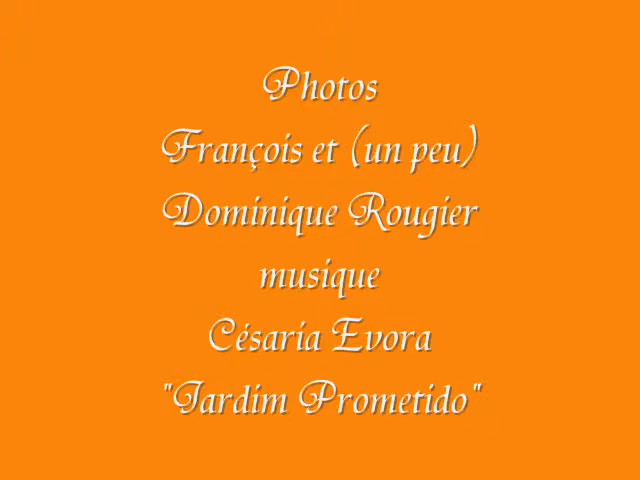 Photos
François et (un peu)
Dominique Rougier
musique
Césaria Evora
"Jardim Prometido"